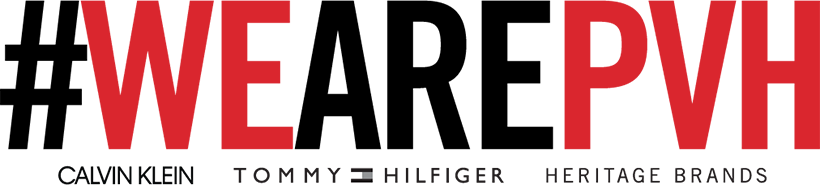 #WEAREPVH
CALVIN KLEIN TOMMY HILFIGER HERITAGE BRANDS